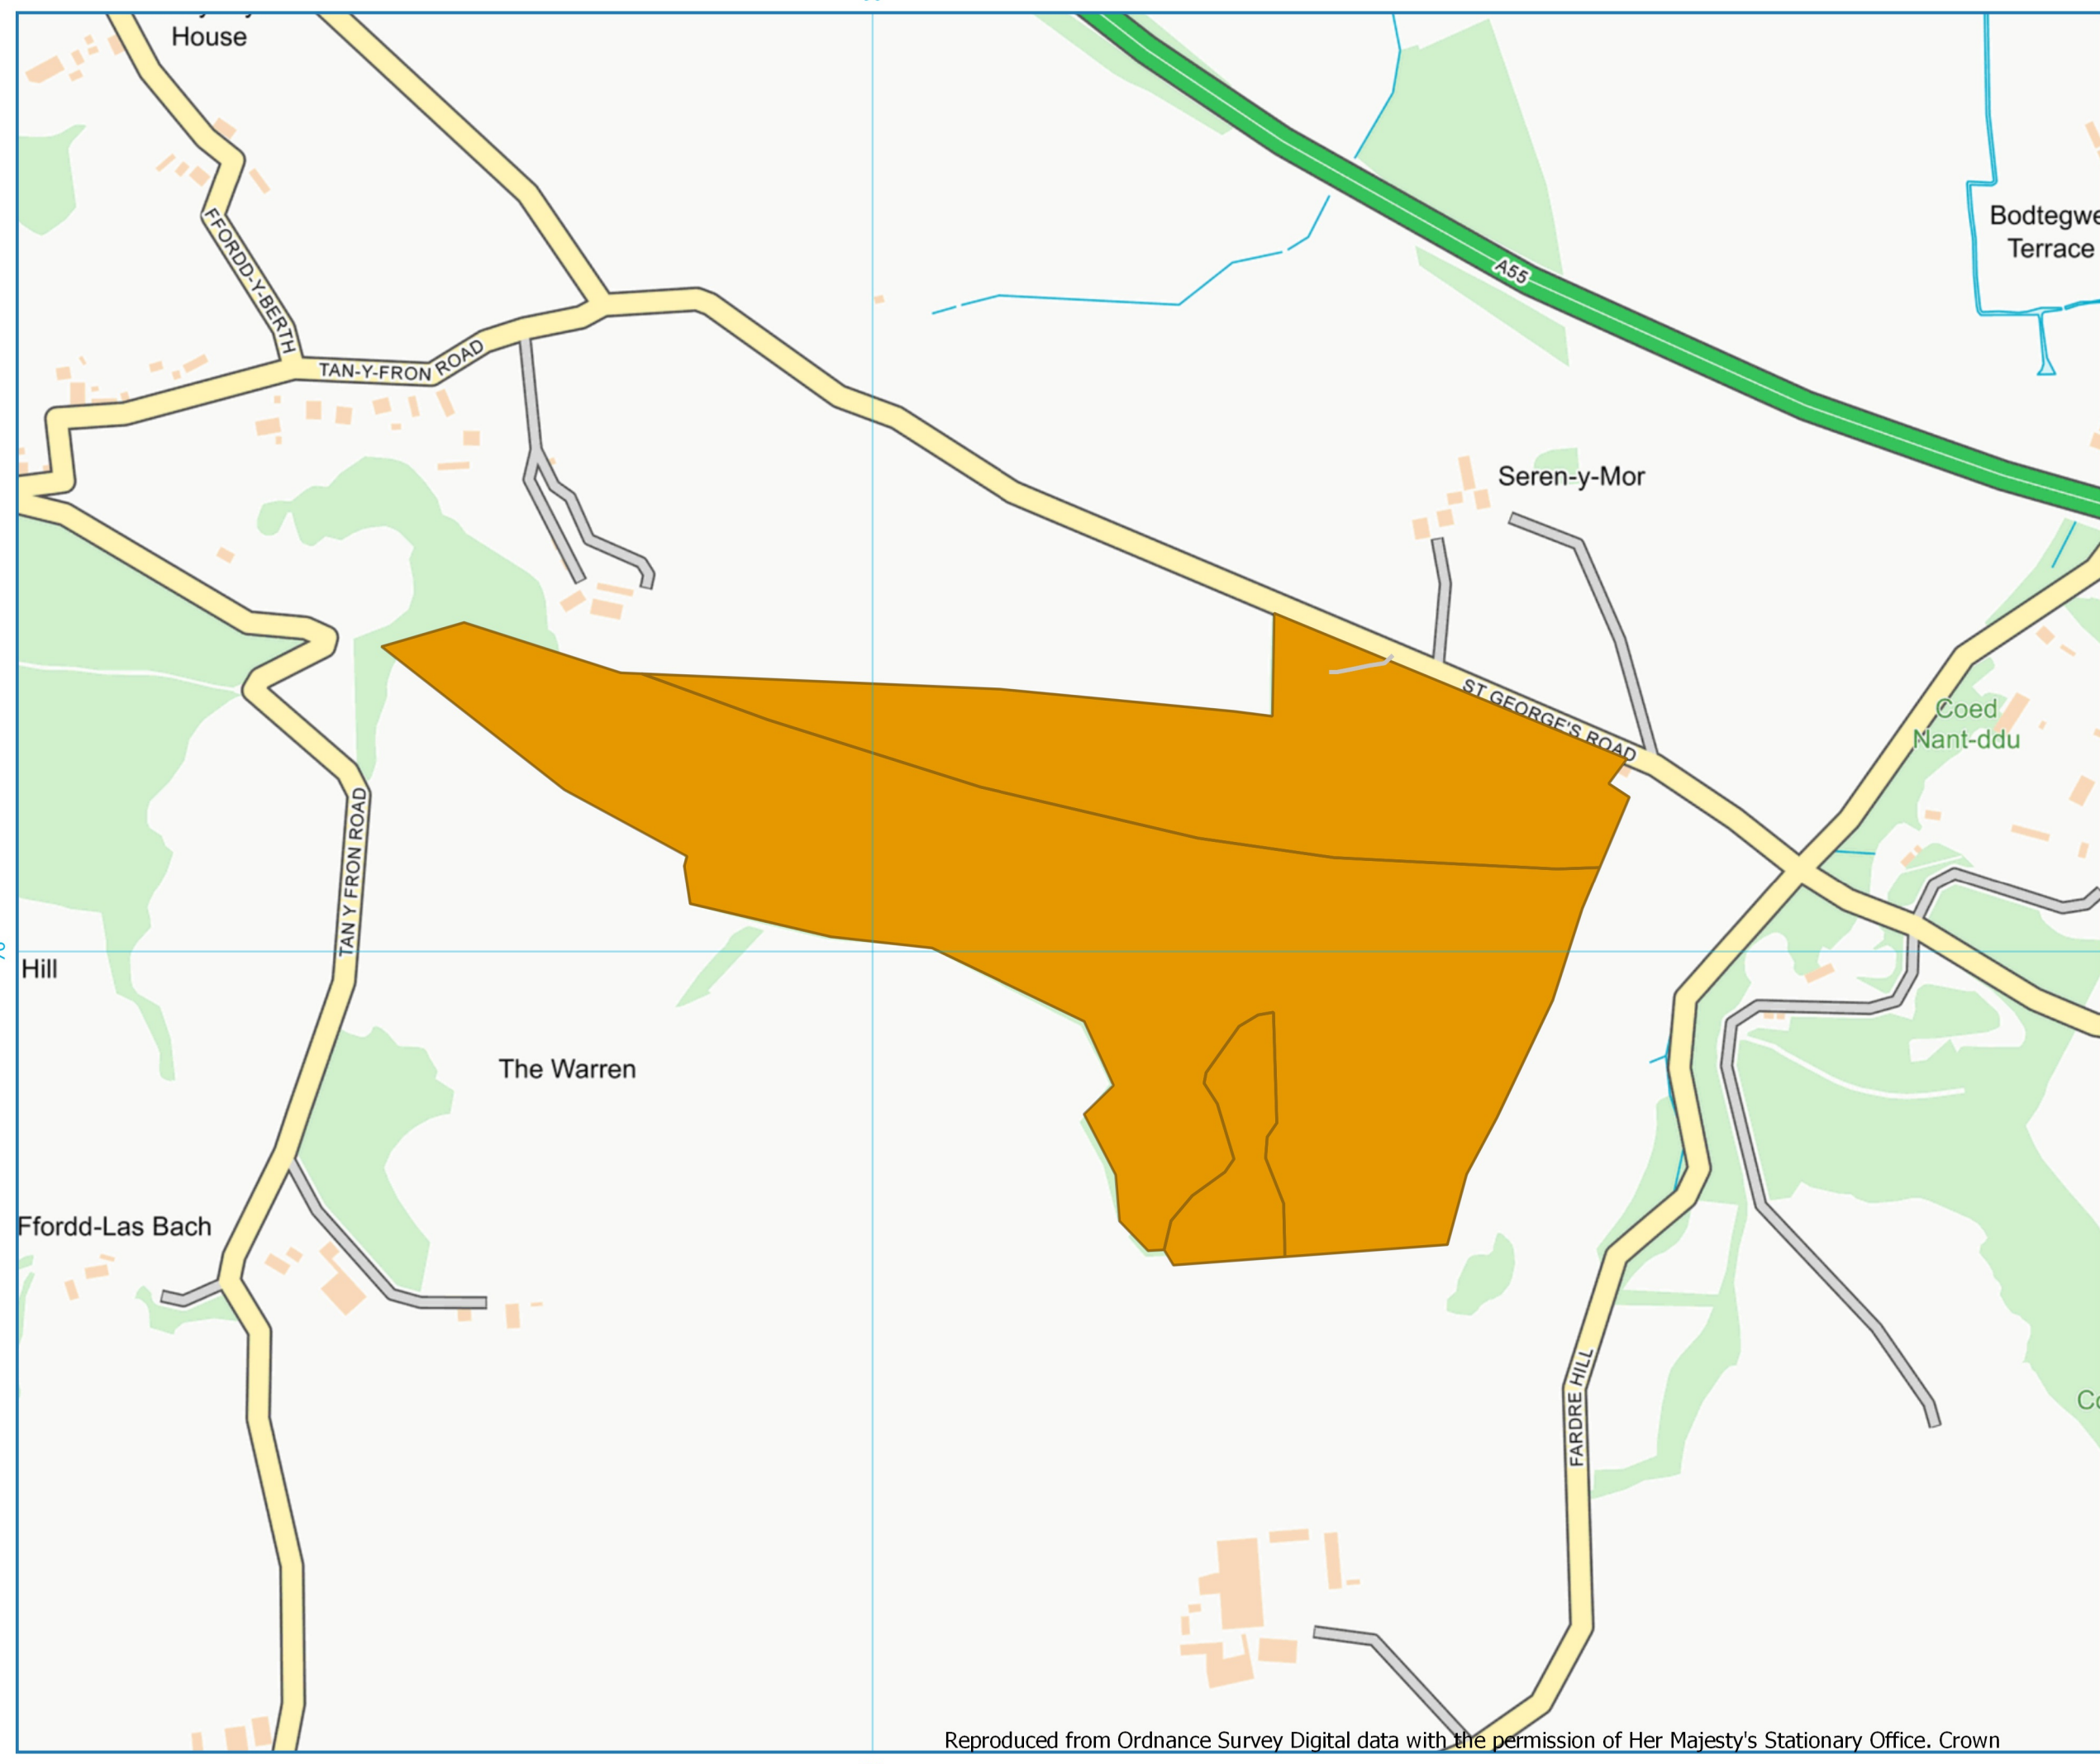 House
Bodtegwe
Terrace
FFORDD-Y-BERTH
A55
TAN-Y-FRON ROAD
Seren-y-Mor
ST GEORGE'S ROAD
Coed
Nant-ddu
TAN Y FRON ROAD
Hill
The Warren
Ffordd-Las Bach
FARDRE HILL
Co
Reproduced from Ordnance Survey Digital data with the permission of Her Majesty's Stationary Office. Crown